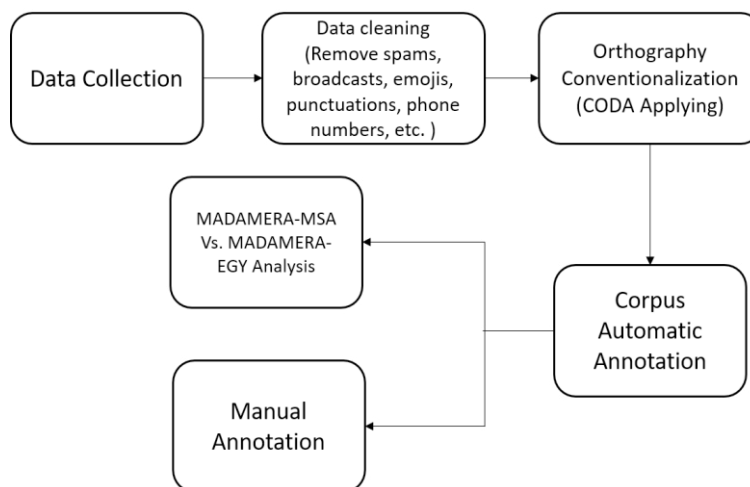 Data Collection
Data cleaning
(Remove spams,
broadcasts, emojis,
punctuations, phone
numbers, etc. )
Orthography
Conventionalization
(CODA Applying)
MADAMERA-MSA
Vs. MADAMERA-
EGY Analysis
Corpus
Automatic
Annotation
Manual
Annotation